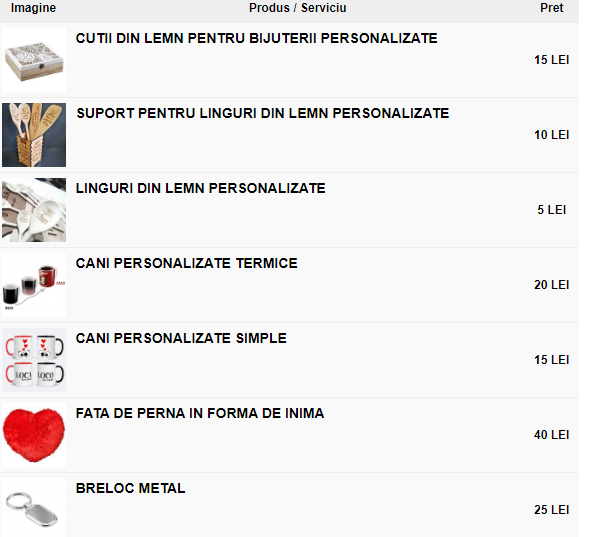 Imagine Produs / Serviciu Pret
CUTII DIN LEMN PENTRU BIJUTERII PERSONALIZATE
15 LEI
SUPORT PENTRU LINGURI DIN LEMN PERSONALIZATE
10 LEI
LINGURI DIN LEMN PERSONALIZATE
5 LEI
CANI PERSONALIZATE TERMICE
20 LEI
CANI PERSONALIZATE SIMPLE
15 LEI
FATA DE PERNA IN FORMA DE INIMA
40 LEI
BRELOC METAL
25 LEI